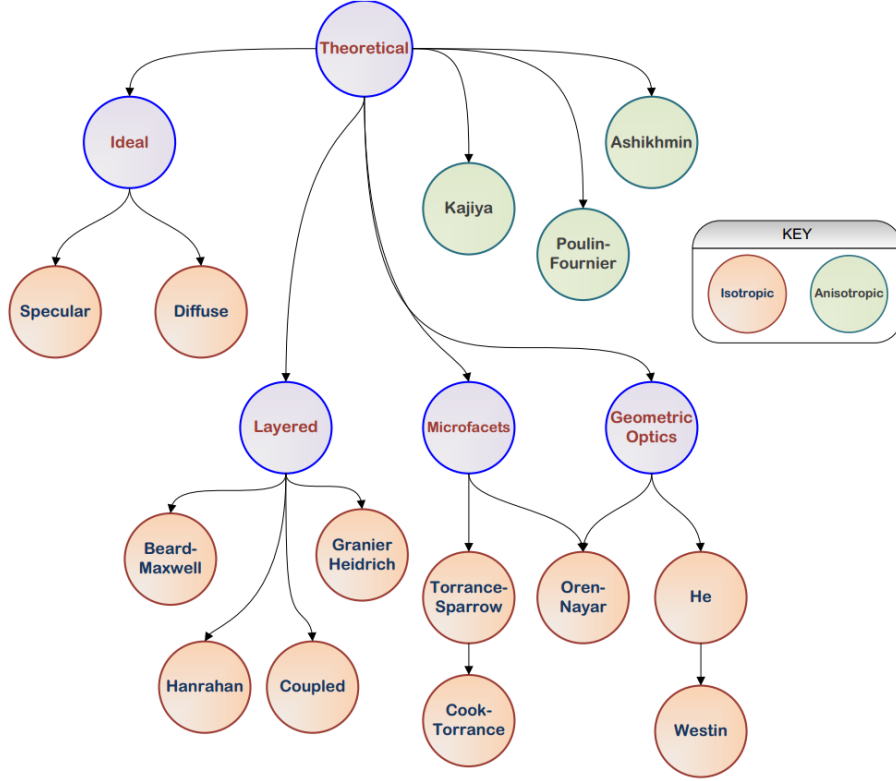 Theoretical
Ideal
Ashikhmin
Kajiya
Poulin-
Fournier
KEY
Isotropic
Anisotropic
Specular
Diffuse
Layered
Microfacets
Geometric
Optics
Beard-
Maxwell
Granier
Heidrich
Torrance-
Sparrow
Oren-
Nayar
He
Hanrahan
Coupled
Cook-
Torrance
Westin